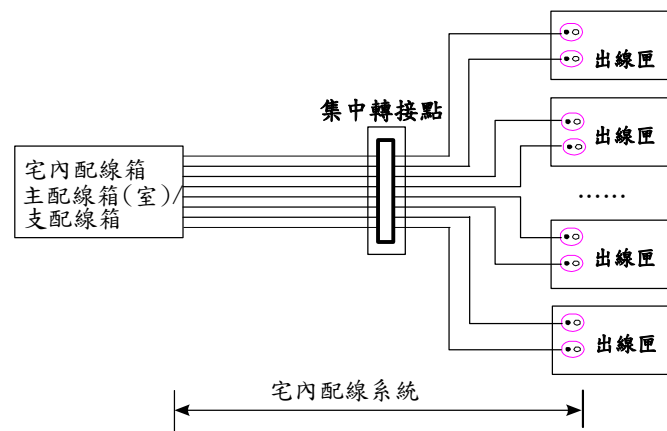 出線匣
集中轉接點
出線匣
宅內配線箱
主配線箱(室)/
支配線箱
……
出線匣
出線匣
宅內配線系統